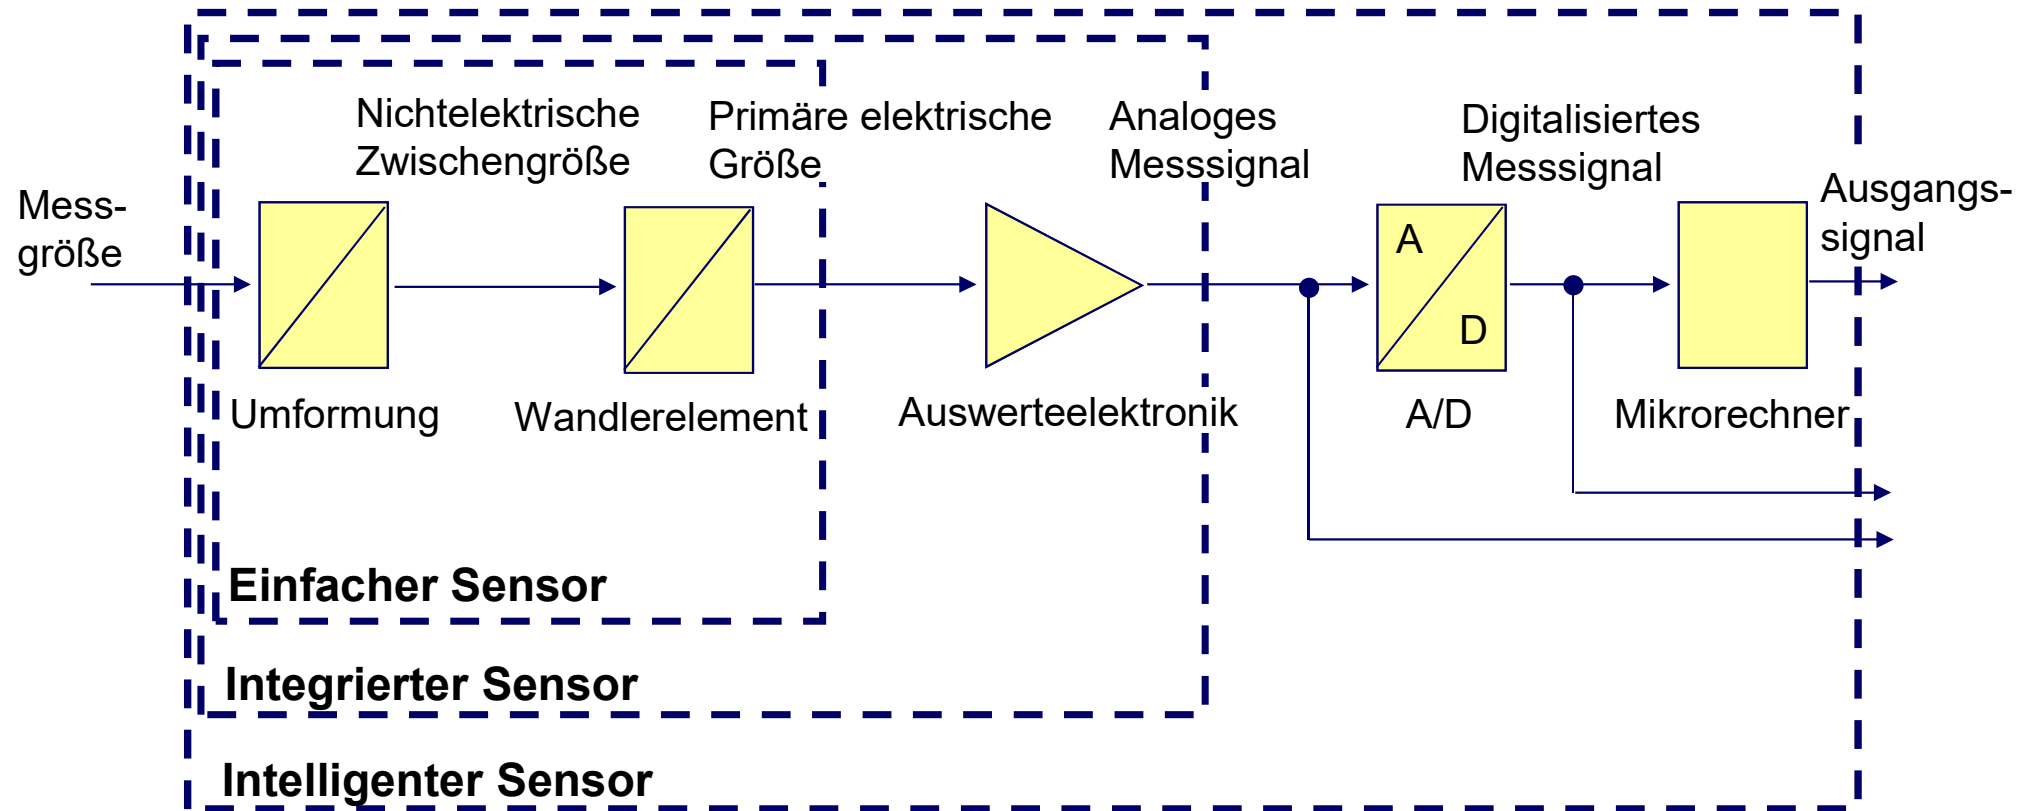 Nichtelektrische
Zwischengröße
Primäre elektrische
Größe
Analoges
Messsignal
Digitalisiertes
Messsignal
Mess-
größe
Ausgangs-
signal
A
D
Umformung
Wandlerelement
Auswerteelektronik
A/D
Mikrorechner
Einfacher Sensor
Integrierter Sensor
Intelligenter Sensor